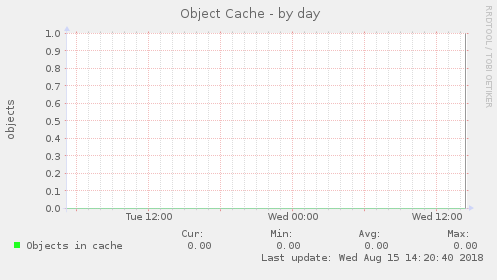 Object Cache - by day
RRDTOOL / TOBI OETIKER
objects
1.0
0.9
0.8
0.7
0.6
0.5
0.4
0.3
0.2
0.1
0.0
Tue 12:00 Wed 00:00 Wed 12:00
Cur: Min: Avg: Max:
Objects in cache 0.00 0.00 0.00 0.00
Last update: Wed Aug 15 14:20:40 2018